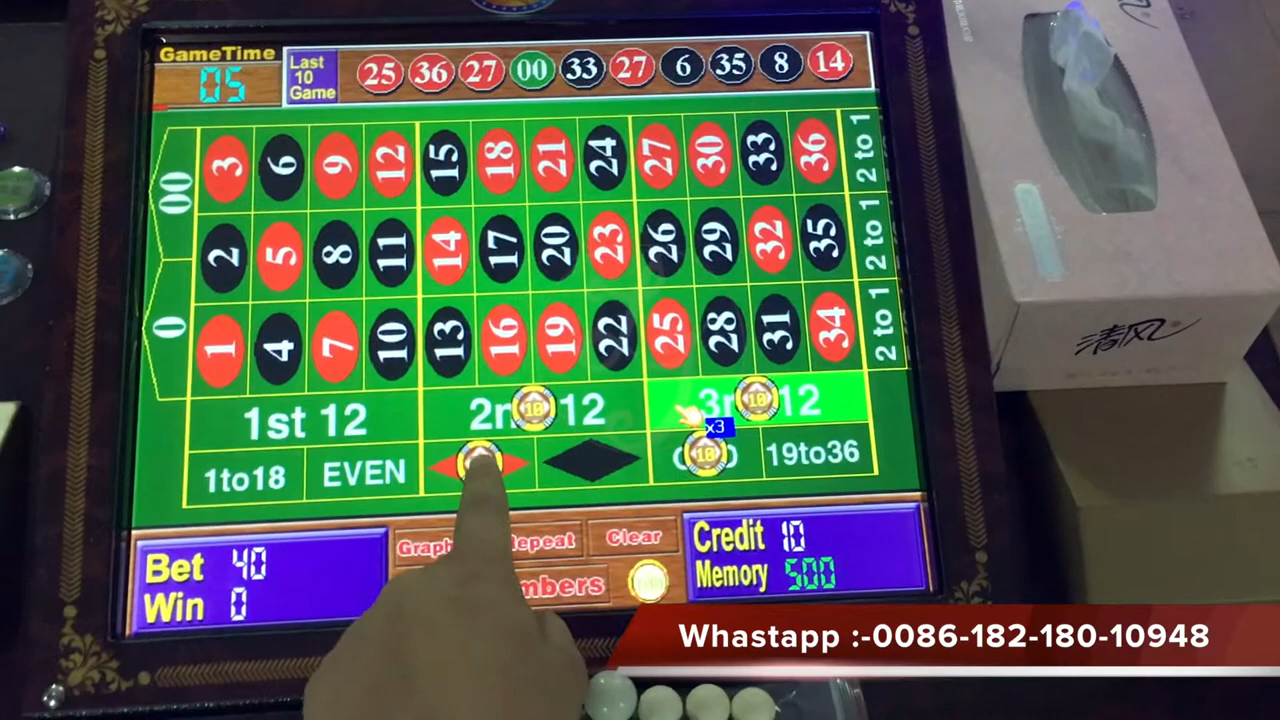 GameTime
05
Last
10
Game
25 36 27 00 33 27 6 35 8 14
00 3 6 9 12 15 18 21 24 27 30 33 36 2 to 1
2 5 8 11 14 17 20 23 26 29 32 35 2 to 1
0 1 4 7 10 13 16 19 22 25 28 31 34 2 to 1
1st 12
10
12
10
12
x3
1to18
EVEN
10
19to36
Bet 40
Win 0
Clear
Credit 10
Memory 500
清风
Whastapp :-0086-182-180-10948